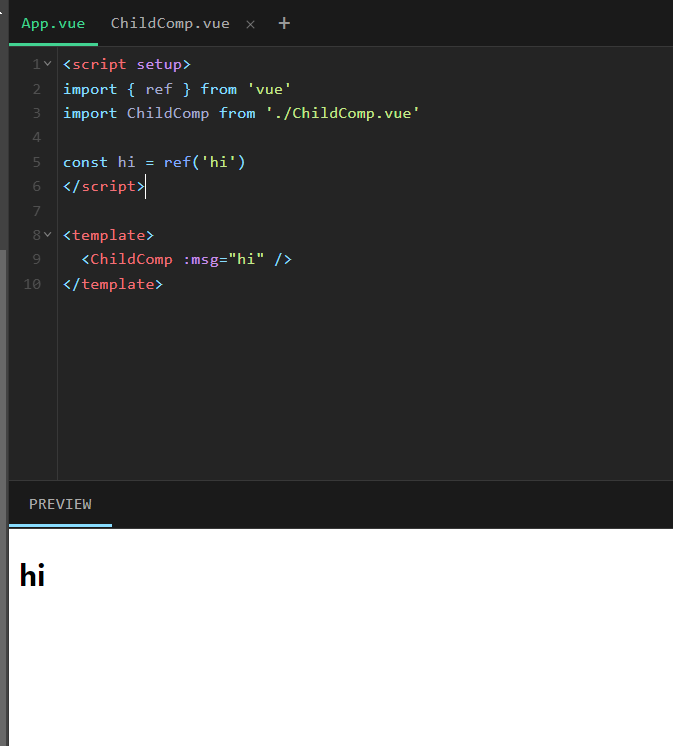 App.vue ChildComp.vue × +
1 <script setup>
2 import { ref } from 'vue'
3 import ChildComp from './ChildComp.vue'
4
5 const hi = ref('hi')
6 </script>
7
8 <template>
9   <ChildComp :msg="hi" />
10 </template>
PREVIEW
hi